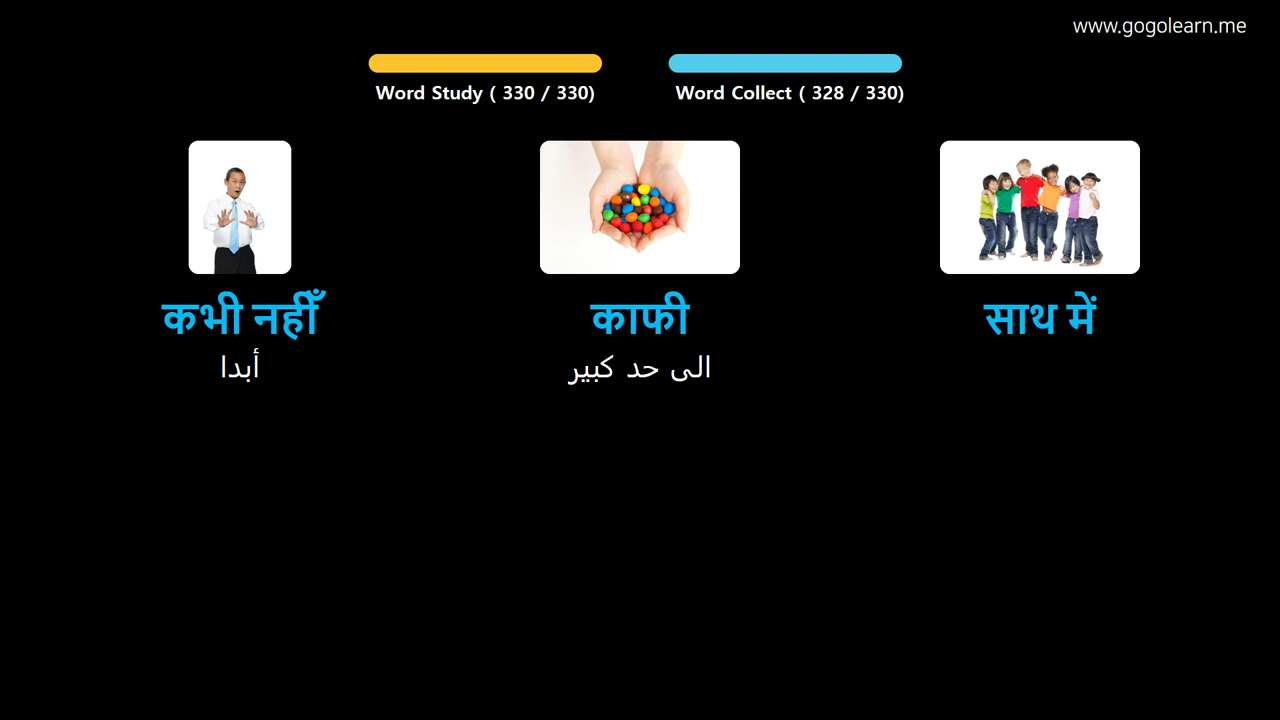 www.gogolearn.me
Word Study ( 330 / 330)
Word Collect ( 328 / 330)
कभी नहीँ
काफी
साथ में
أبدا
الى حد كبير